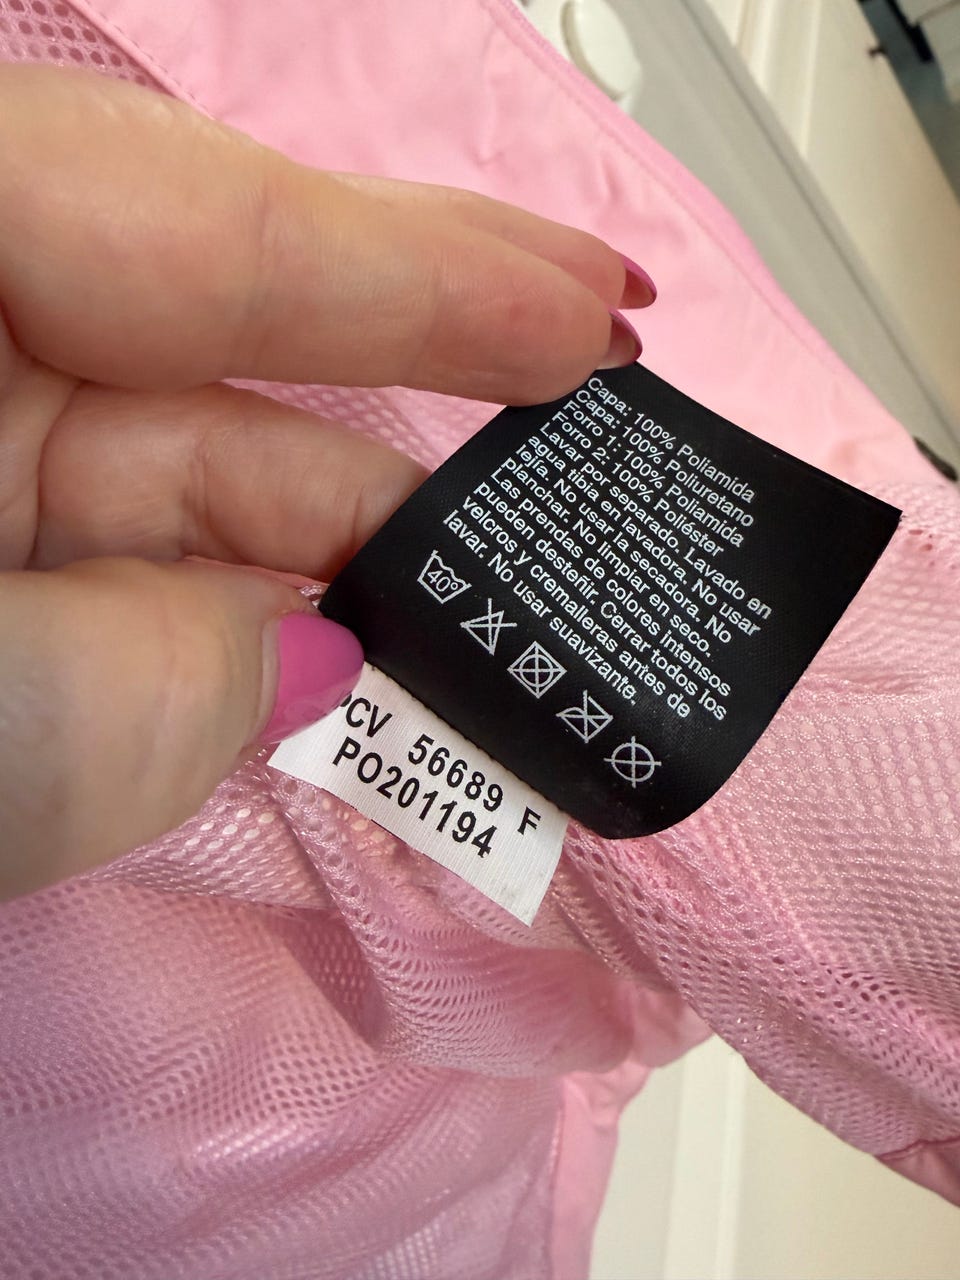 Capa: 100% Poliamida
Capa: 100% Poliuretano
Forro 1: 100% Poliamida
Forro 2: 100% Poliéster
Lavar por separado. Lavado en
agua tibia, en lavadora. No usar
lejía. No usar la secadora. No
planchar. No limpiar en seco.
Las prendas de colores intensos
pueden desteñir. Cerrar todos los
velcros y cremalleras antes de
lavar. No usar suavizante.
40°
CV 56689 F
PO201194